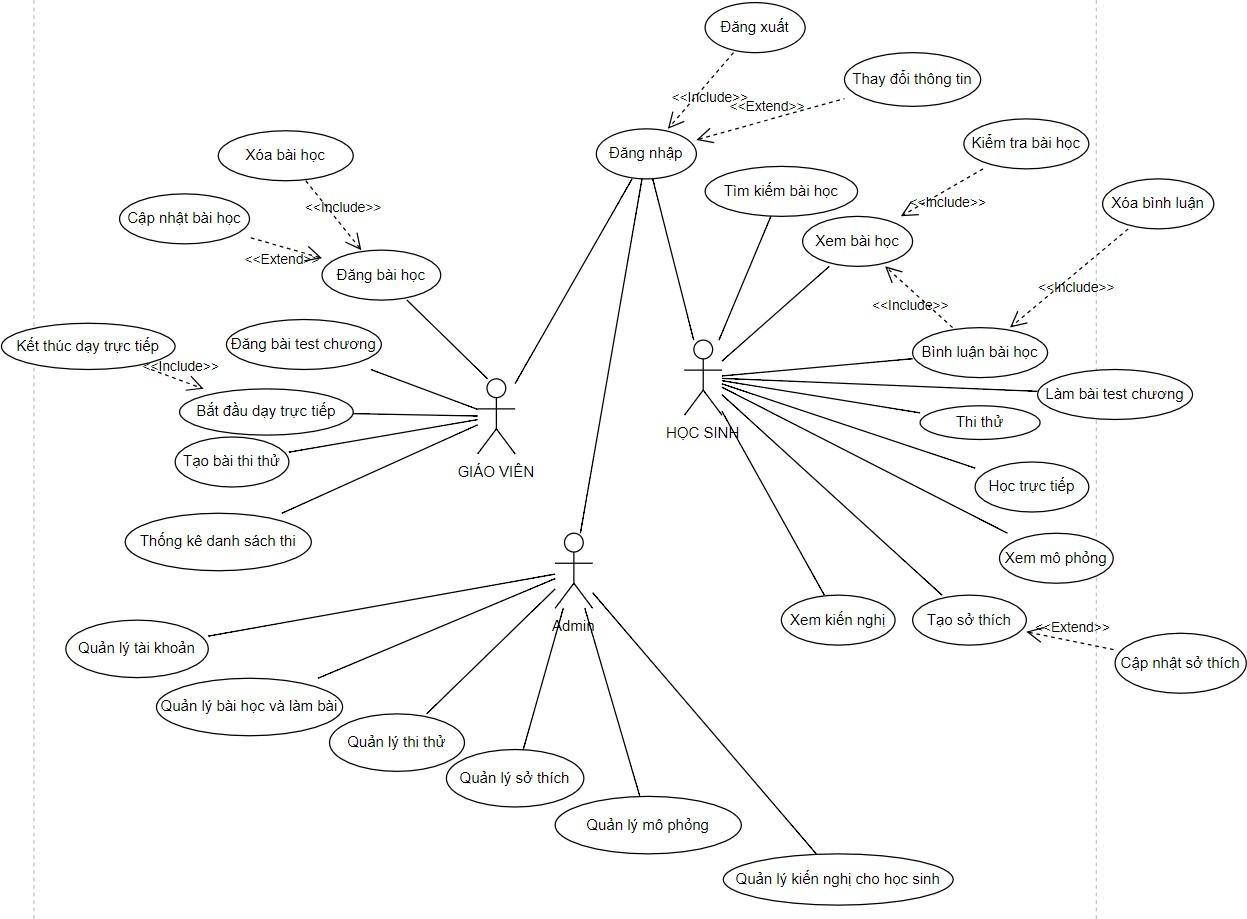 Đăng xuất
Thay đổi thông tin
<<Include>>
<<Extend>>
Đăng nhập
Kiểm tra bài học
Xóa bài học
Tìm kiếm bài học
<<Include>>
Xóa bình luận
<<Include>>
Cập nhật bài học
Xem bài học
<<Extend>>
Đăng bài học
<<Include>>
<<Include>>
Kết thúc dạy trực tiếp
Đăng bài test chương
Bình luận bài học
<<Include>>
Làm bài test chương
Bắt đầu dạy trực tiếp
Thi thử
HỌC SINH
Tạo bài thi thử
GIÁO VIÊN
Học trực tiếp
Thống kê danh sách thi
Xem mô phỏng
Admin
Xem kiến nghị
Tạo sở thích
<<Extend>>
Quản lý tài khoản
Cập nhật sở thích
Quản lý bài học và làm bài
Quản lý thi thử
Quản lý sở thích
Quản lý mô phỏng
Quản lý kiến nghị cho học sinh